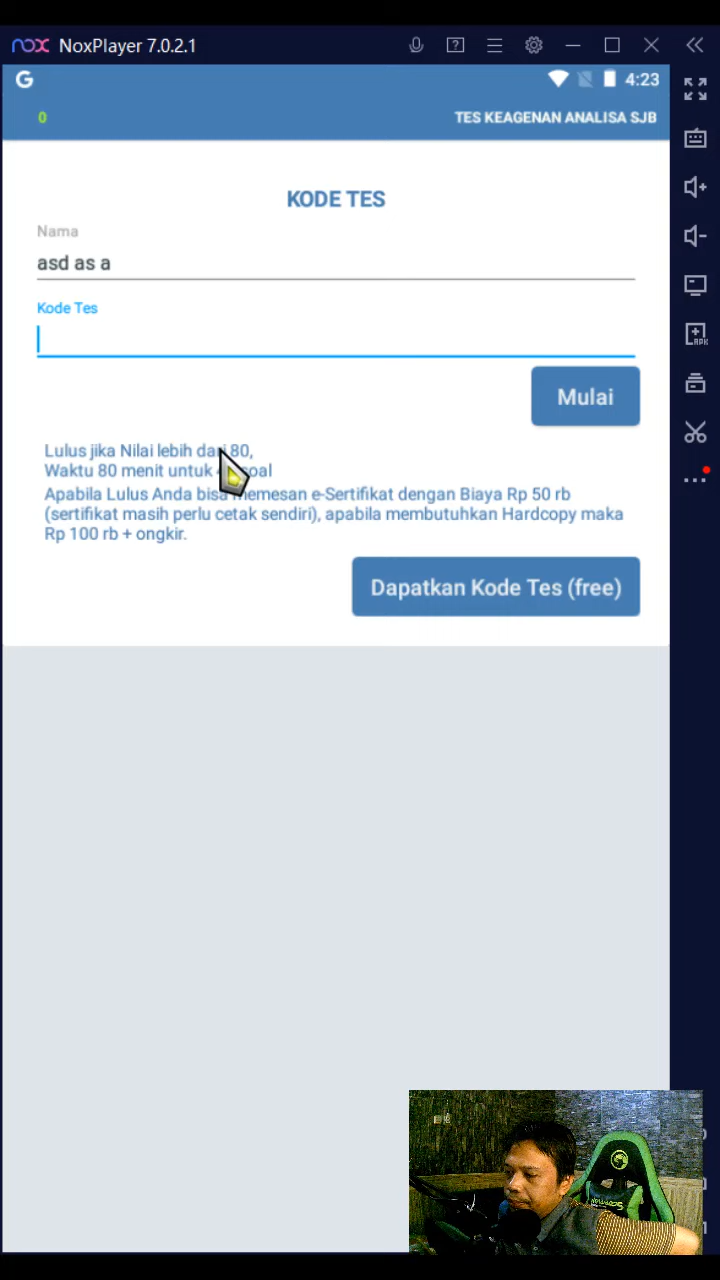 nox NoxPlayer 7.0.2.1
G 4:23
0 TES KEAGENAN ANALISA SJB
KODE TES
Nama
asd as a
Kode Tes
Mulai
Lulus jika Nilai lebih dari 80,
Waktu 80 menit untuk soal
Apabila Lulus Anda bisa memesan e-Sertifikat dengan Biaya Rp 50 rb
(sertifikat masih perlu cetak sendiri), apabila membutuhkan Hardcopy maka
Rp 100 rb + ongkir.
Dapatkan Kode Tes (free)